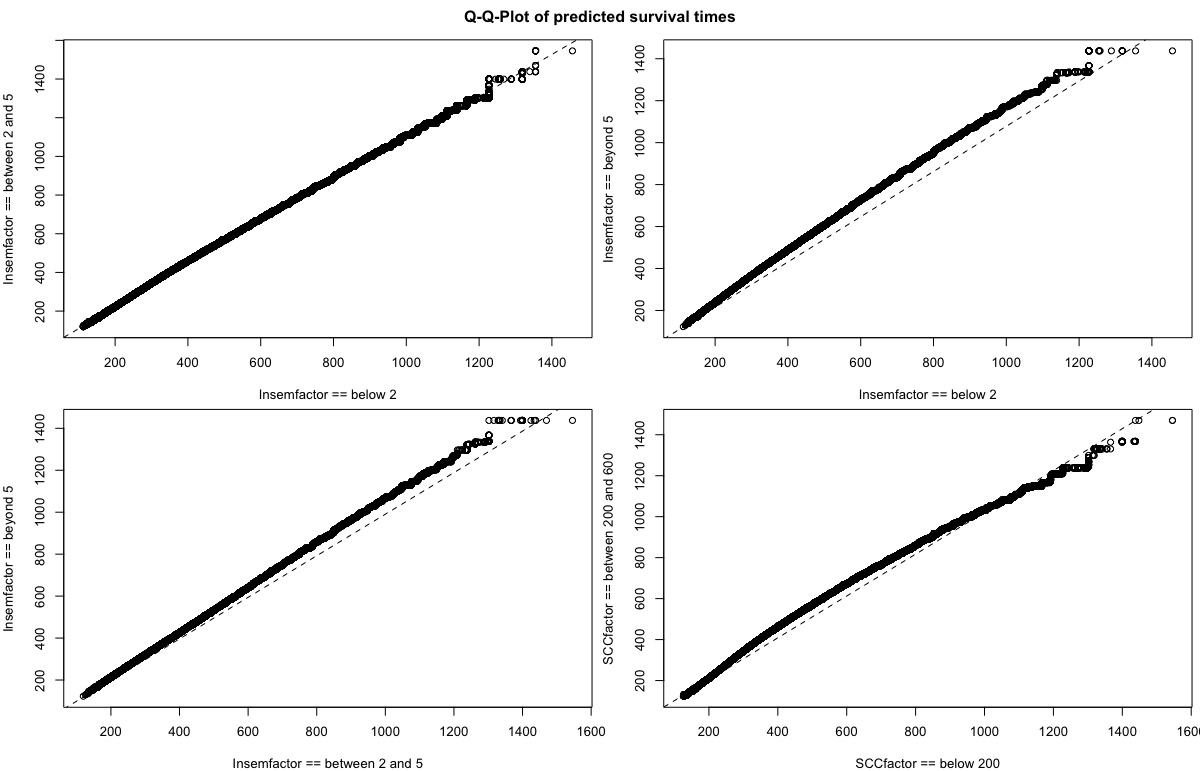 Q-Q-Plot of predicted survival times
Insemfactor == between 2 and 5
200 400 600 800 1000 1400
200 400 600 800 1000 1200 1400
Insemfactor == below 2
Insemfactor == beyond 5
200 400 600 800 1000 1200 1400
200 400 600 800 1000 1200 1400
Insemfactor == below 2
Insemfactor == beyond 5
200 400 600 800 1000 1200 1400
200 400 600 800 1000 1200 1400 1600
Insemfactor == between 2 and 5
SCCfactor == between 200 and 600
200 400 600 800 1000 1200 1400
200 400 600 800 1000 1200 1400 1600
SCCfactor == below 200